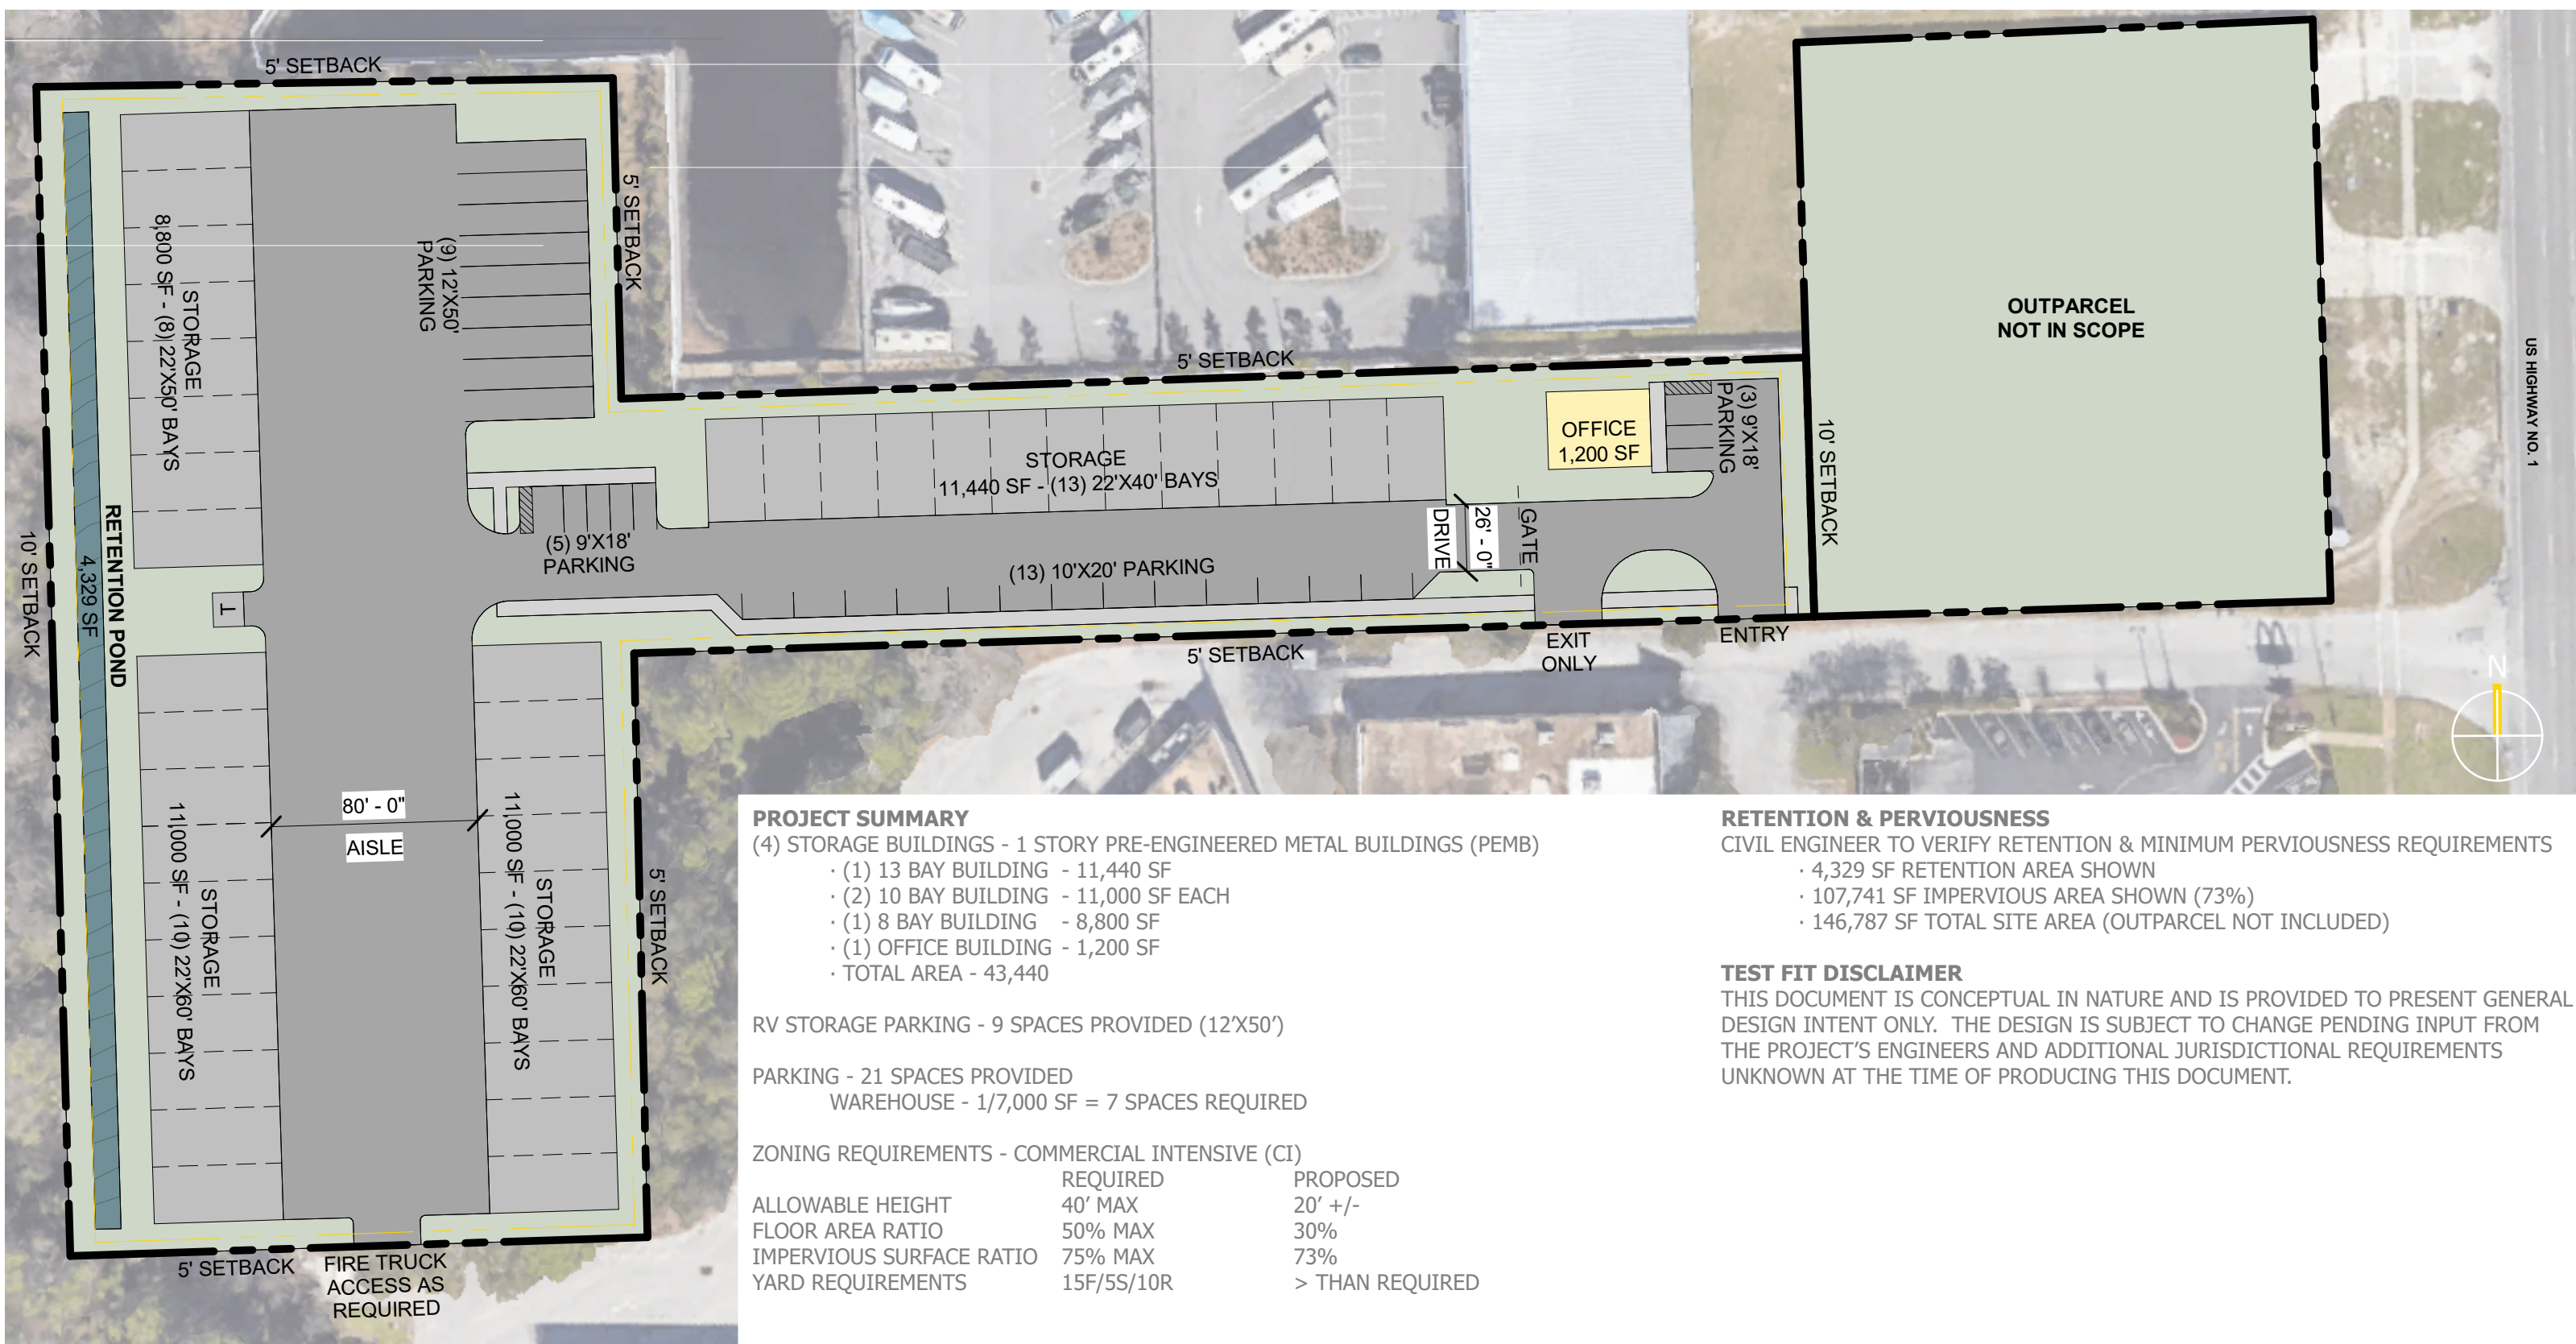 5' SETBACK
5' SETBACK
8,800 SF - (8) 22'X50' BAYS
STORAGE
(9) 12'X50'
PARKING
5' SETBACK
OUTPARCEL
NOT IN SCOPE
US HIGHWAY NO. 1
10' SETBACK
RETENTION POND
4,329 SF
T
(5) 9'X18'
PARKING
STORAGE
11,440 SF - (13) 22'X40' BAYS
(13) 10'X20' PARKING
DRIVE
26' - 0"
GATE
OFFICE
1,200 SF
(3) 9'X18'
PARKING
10' SETBACK
5' SETBACK
EXIT
ONLY
ENTRY
N
11,000 SF - (10) 22'X60' BAYS
STORAGE
80' - 0"
AISLE
11,000 SF - (10) 22'X60' BAYS
STORAGE
5' SETBACK
5' SETBACK
FIRE TRUCK
ACCESS AS
REQUIRED
PROJECT SUMMARY
(4) STORAGE BUILDINGS - 1 STORY PRE-ENGINEERED METAL BUILDINGS (PEMB)
· (1) 13 BAY BUILDING - 11,440 SF
· (2) 10 BAY BUILDING - 11,000 SF EACH
· (1) 8 BAY BUILDING - 8,800 SF
· (1) OFFICE BUILDING - 1,200 SF
· TOTAL AREA - 43,440
RV STORAGE PARKING - 9 SPACES PROVIDED (12’X50’)
PARKING - 21 SPACES PROVIDED
WAREHOUSE - 1/7,000 SF = 7 SPACES REQUIRED
ZONING REQUIREMENTS - COMMERCIAL INTENSIVE (CI)
REQUIRED PROPOSED
ALLOWABLE HEIGHT 40’ MAX 20’ +/-
FLOOR AREA RATIO 50% MAX 30%
IMPERVIOUS SURFACE RATIO 75% MAX 73%
YARD REQUIREMENTS 15F/5S/10R > THAN REQUIRED
RETENTION & PERVIOUSNESS
CIVIL ENGINEER TO VERIFY RETENTION & MINIMUM PERVIOUSNESS REQUIREMENTS
· 4,329 SF RETENTION AREA SHOWN
· 107,741 SF IMPERVIOUS AREA SHOWN (73%)
· 146,787 SF TOTAL SITE AREA (OUTPARCEL NOT INCLUDED)
TEST FIT DISCLAIMER
THIS DOCUMENT IS CONCEPTUAL IN NATURE AND IS PROVIDED TO PRESENT GENERAL
DESIGN INTENT ONLY. THE DESIGN IS SUBJECT TO CHANGE PENDING INPUT FROM
THE PROJECT’S ENGINEERS AND ADDITIONAL JURISDICTIONAL REQUIREMENTS
UNKNOWN AT THE TIME OF PRODUCING THIS DOCUMENT.